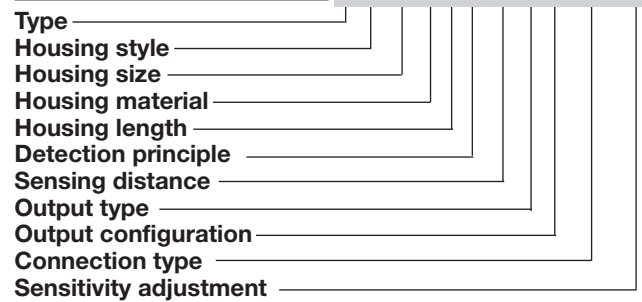 Type
Housing style
Housing size
Housing material
Housing length
Detection principle
Sensing distance
Output type
Output configuration
Connection type
Sensitivity adjustment